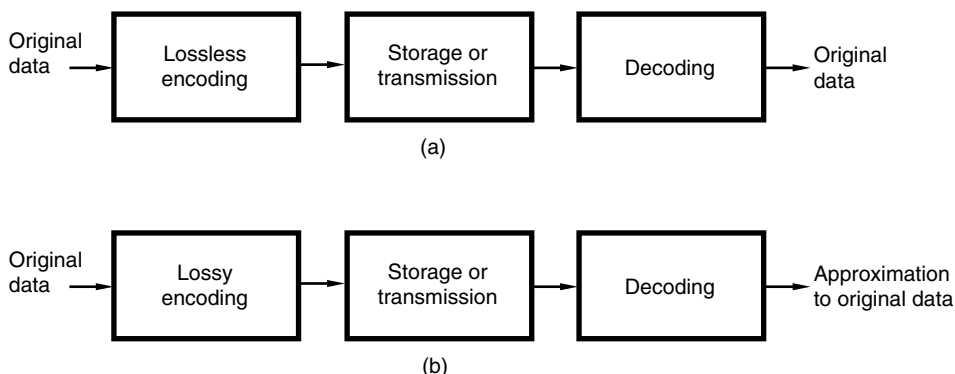 Original
data
Lossless
encoding
Storage or
transmission
Decoding
Original
data
(a)
Original
data
Lossy
encoding
Storage or
transmission
Decoding
Approximation
to original data
(b)